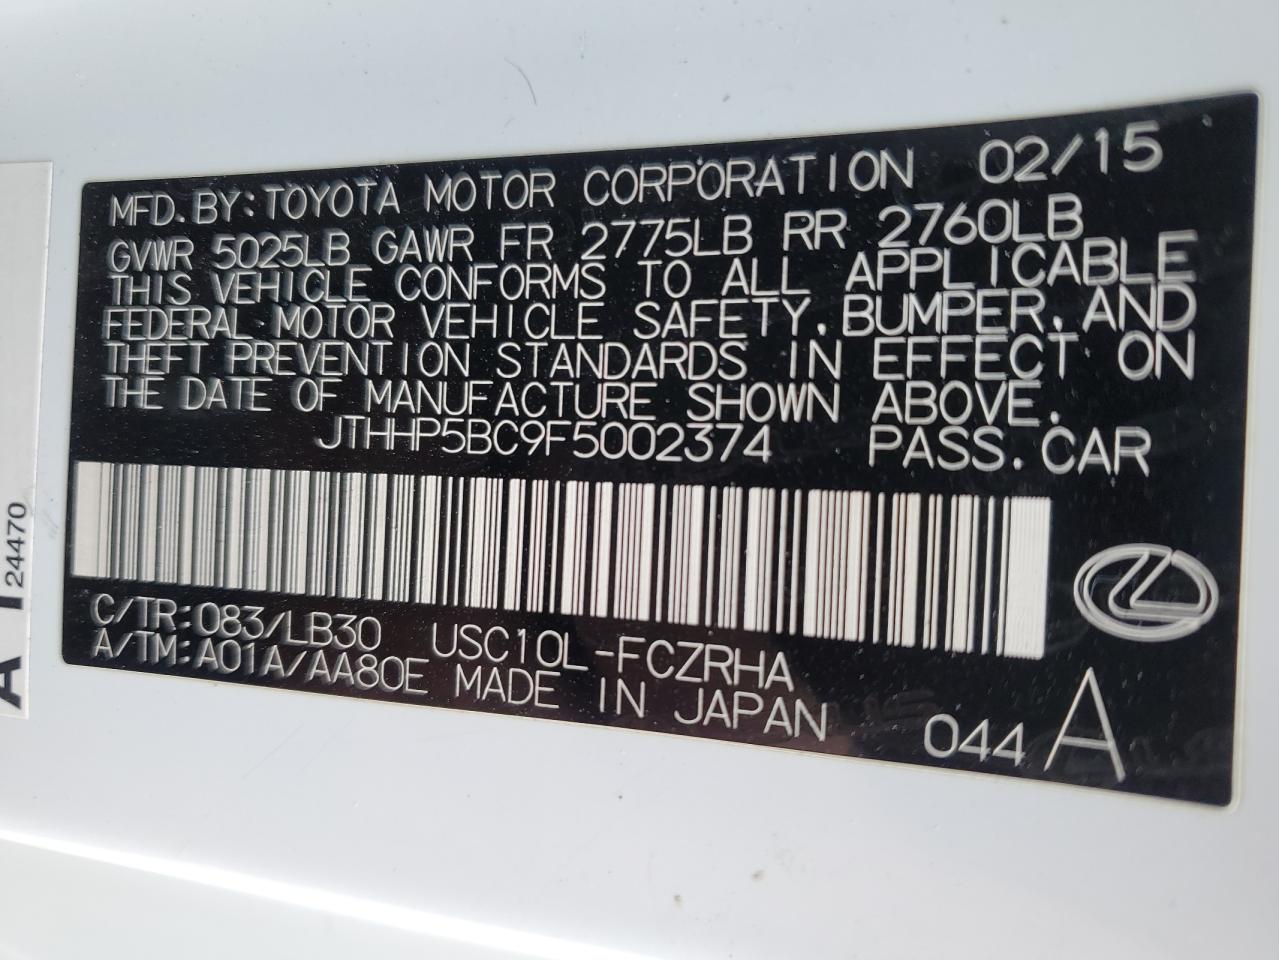 MFD. BY: TOYOTA MOTOR CORPORATION 02/15
GVWR 5025LB GAWR FR 2775LB RR 2760LB
THIS VEHICLE CONFORMS TO ALL APPLICABLE
FEDERAL MOTOR VEHICLE SAFETY, BUMPER, AND
THEFT PREVENTION STANDARDS IN EFFECT ON
THE DATE OF MANUFACTURE SHOWN ABOVE.
JTHHP5BC9F5002374 PASS. CAR
C/TR: 083/LB30 USC10L-FCZRHA
A/TM: A01A/AA80E MADE IN JAPAN
044 A
24470